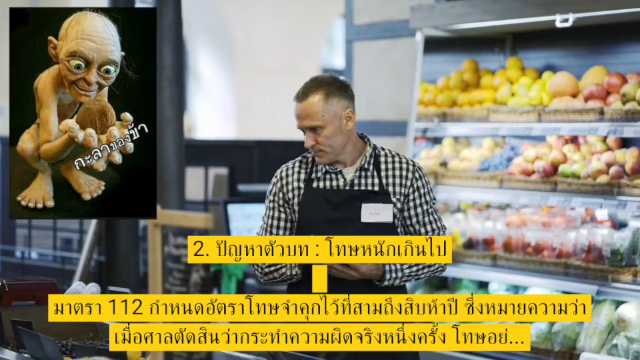 กะลาของข้า
2. ปัญหาตัวบท : โทษหนักเกินไป
มาตรา 112 กำหนดอัตราโทษจำคุกไว้ที่สามถึงสิบห้าปี ซึ่งหมายความว่า
เมื่อศาลตัดสินว่ากระทำความผิดจริงหนึ่งครั้ง โทษอย่...